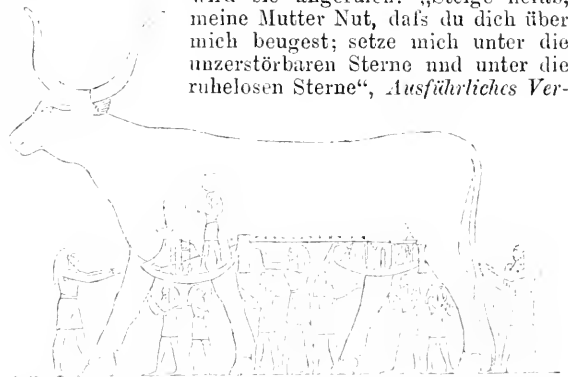 wird sie angerufen: „Steige herab,
meine Mutter Nut, daſs du dich über
mich beugest; setze mich unter die
unzerstörbaren Sterne und unter die
ruhelosen Sterne“, Ausführliches Ver-